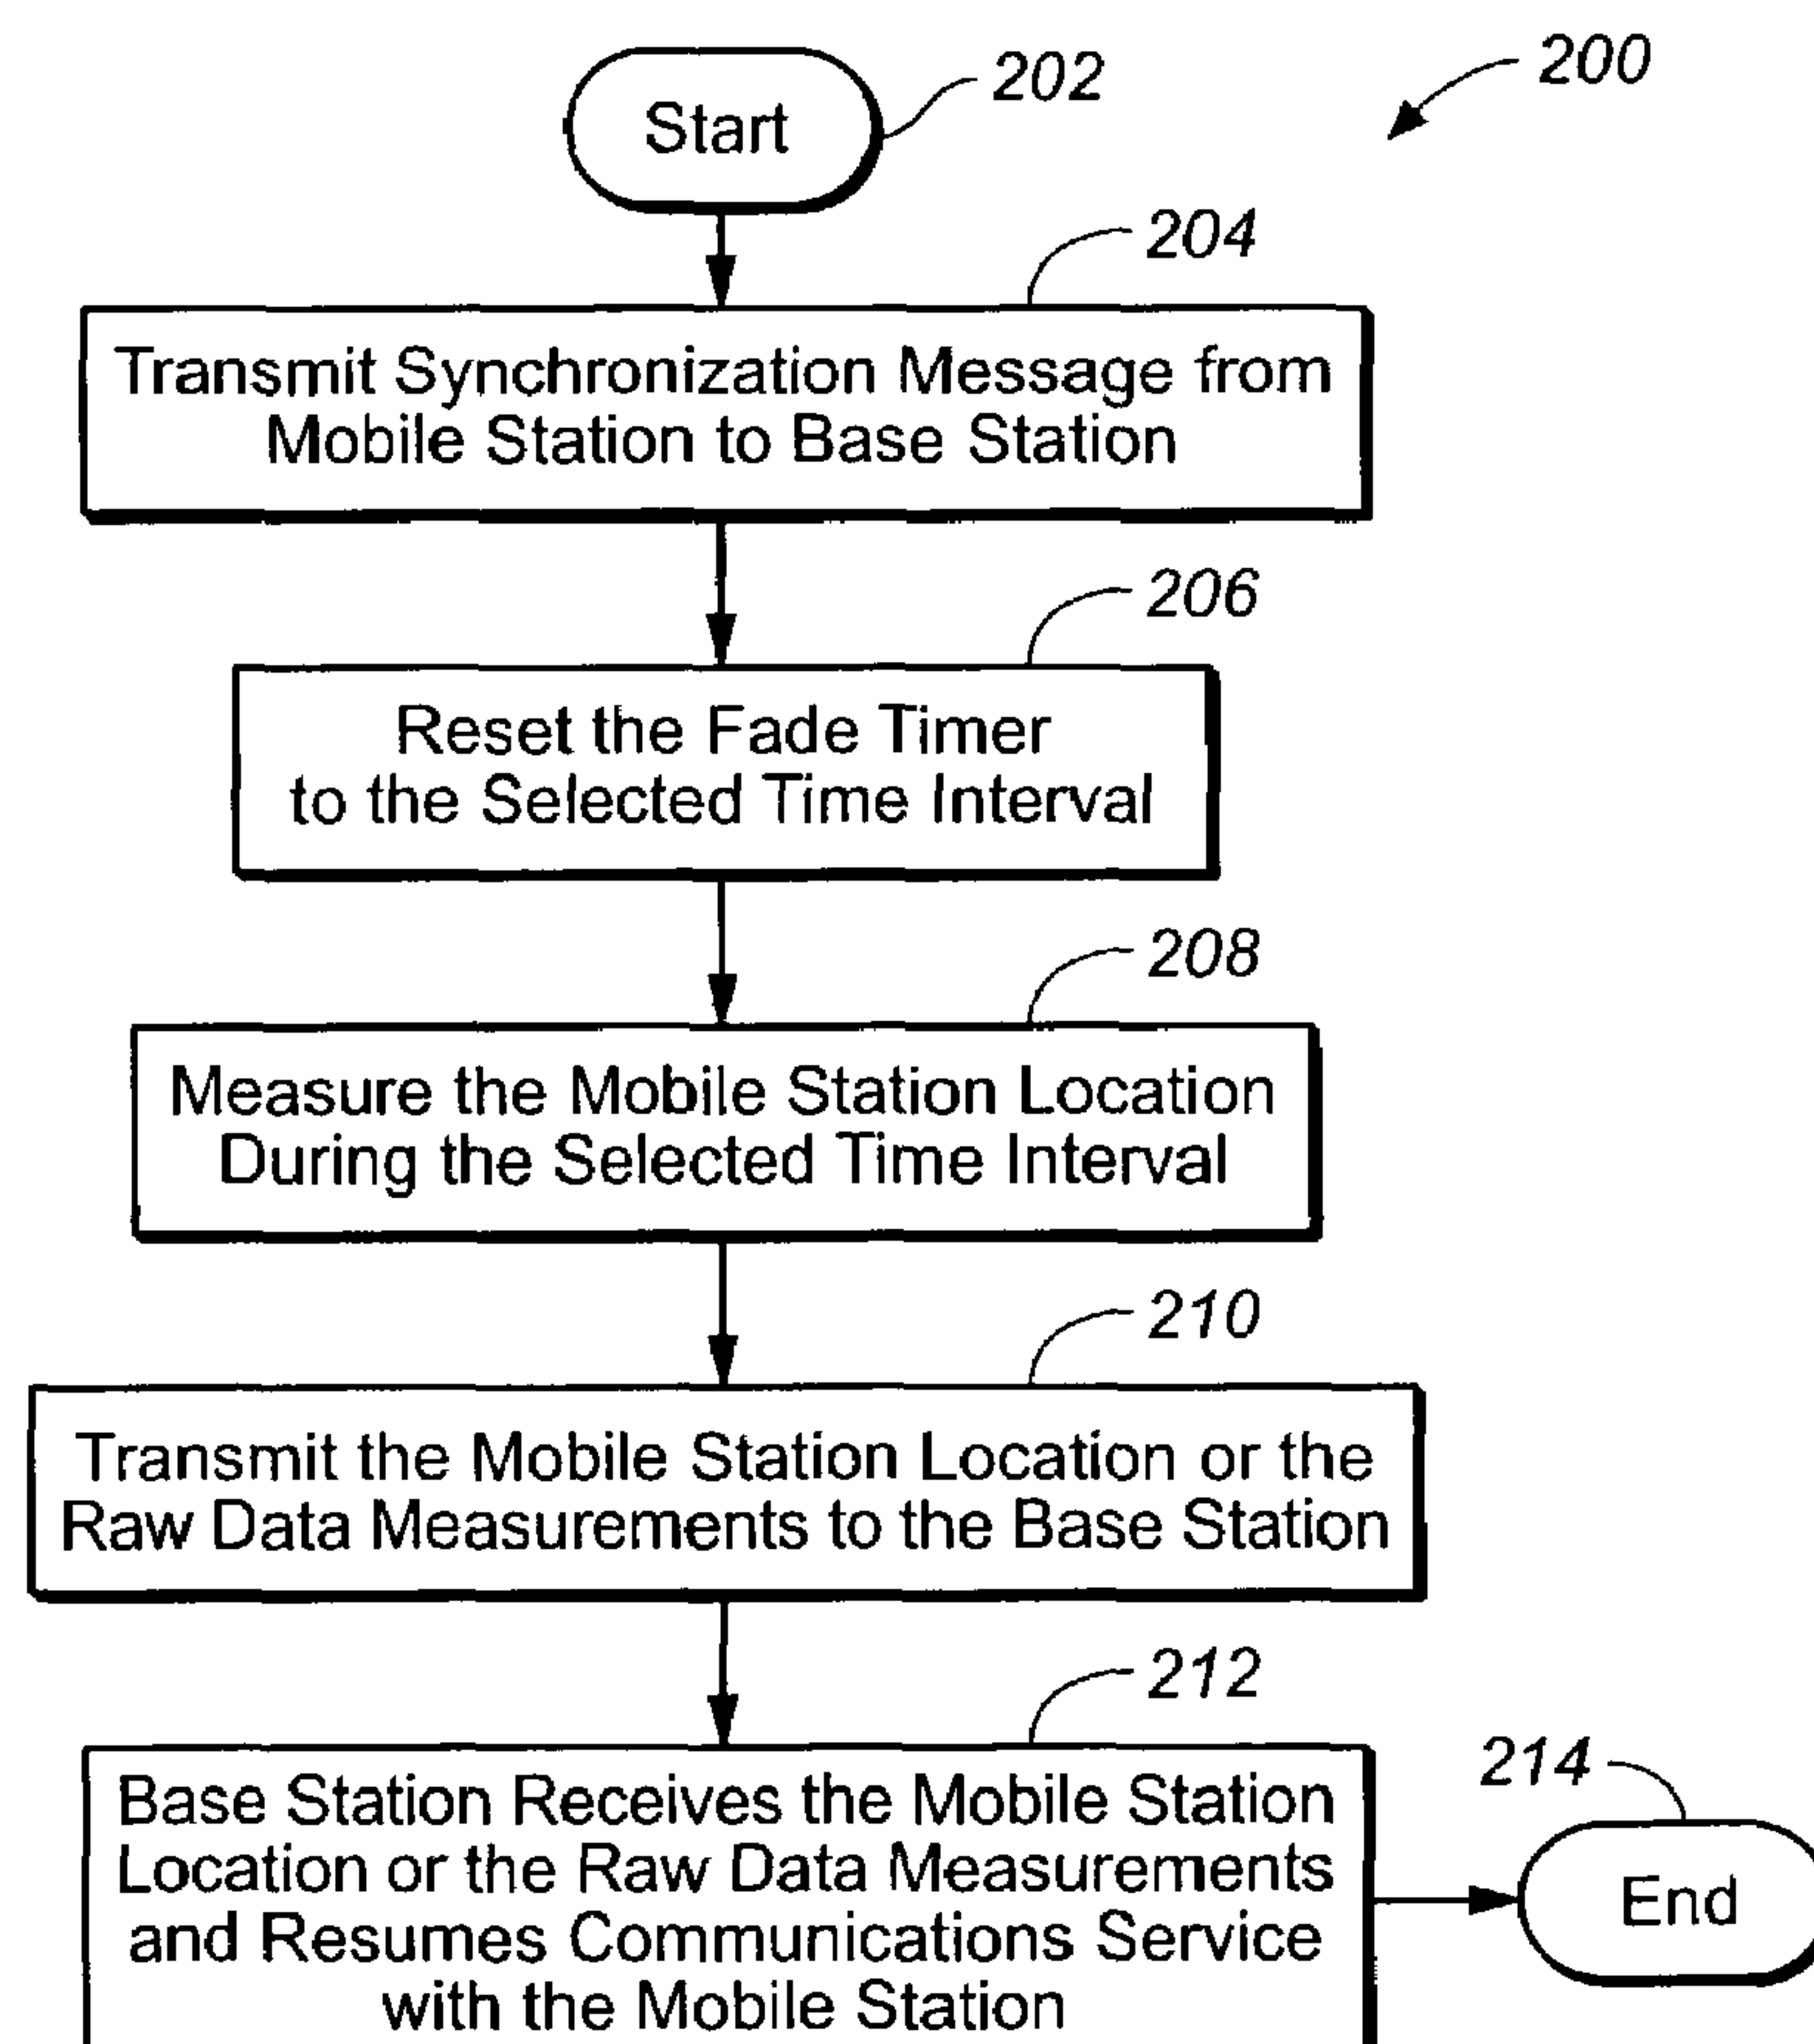 200
202
Start
204
Transmit Synchronization Message from
Mobile Station to Base Station
206
Reset the Fade Timer
to the Selected Time Interval
208
Measure the Mobile Station Location
During the Selected Time Interval
210
Transmit the Mobile Station Location or the
Raw Data Measurements to the Base Station
212
Base Station Receives the Mobile Station
Location or the Raw Data Measurements
and Resumes Communications Service
with the Mobile Station
214
End